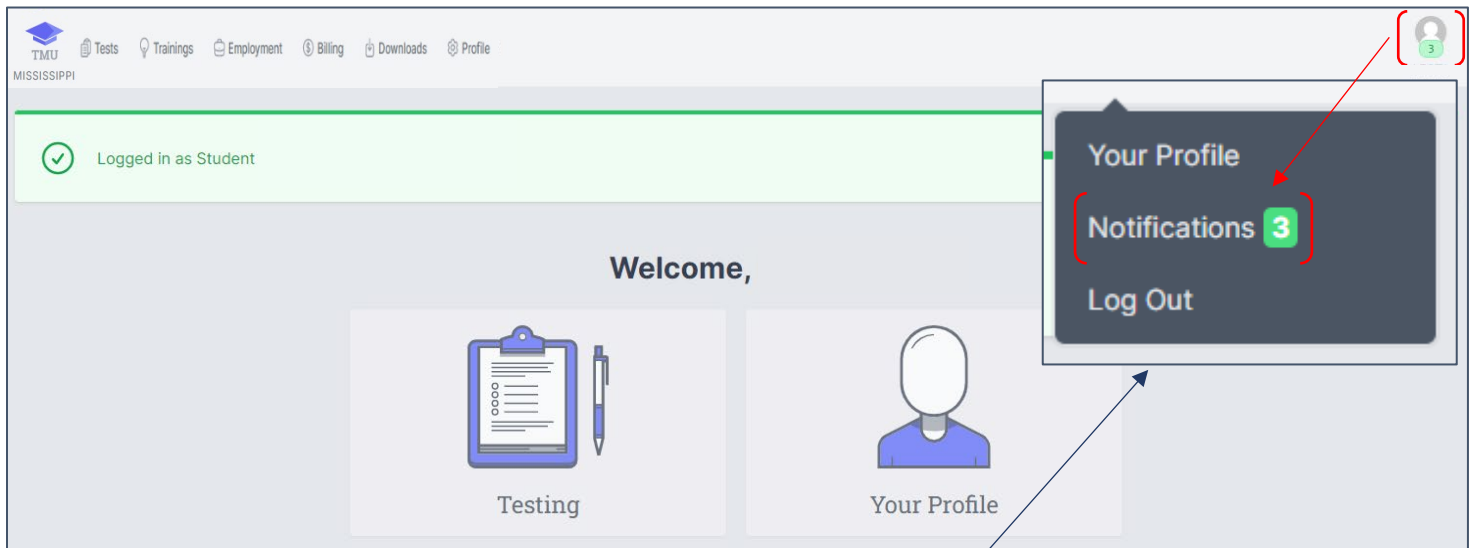 TMU
MISSISSIPPI
Tests Trainings Employment Billing Downloads Profile
3
Logged in as Student
Your Profile
Notifications 3
Log Out
Welcome,
Testing
Your Profile